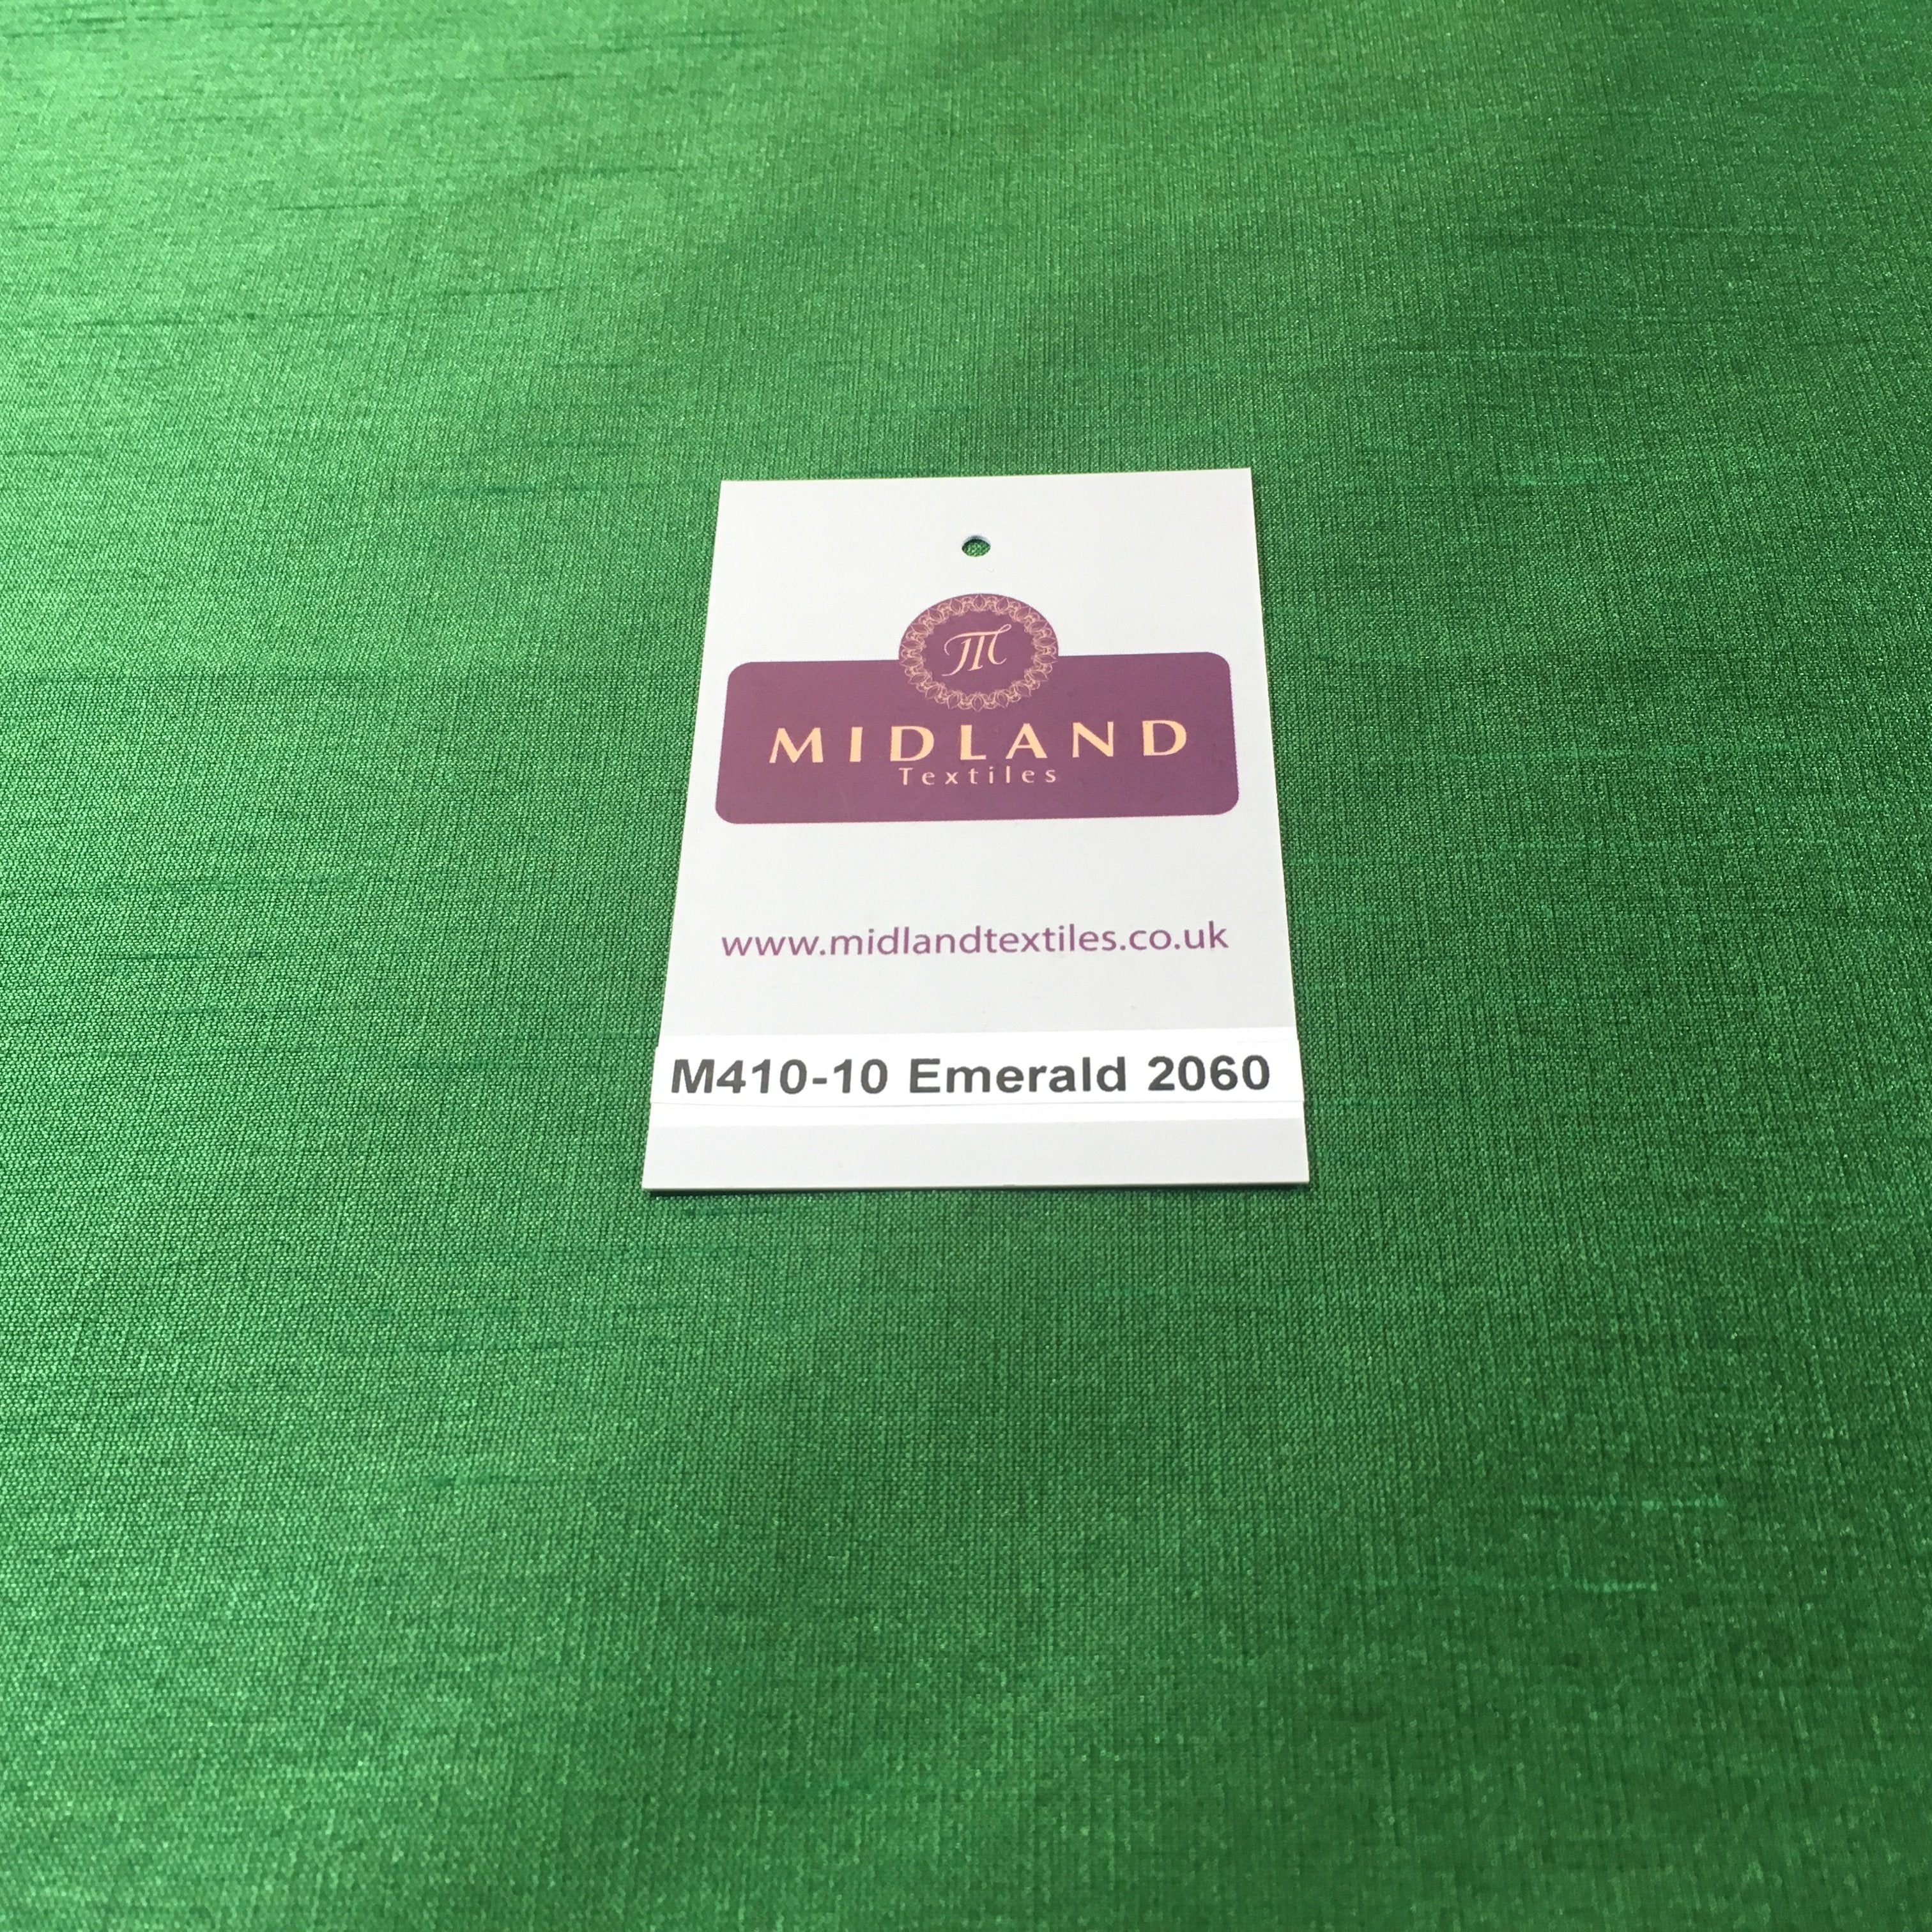 M
MIDLAND
Textiles
www.midlandtextiles.co.uk
M410-10 Emerald 2060